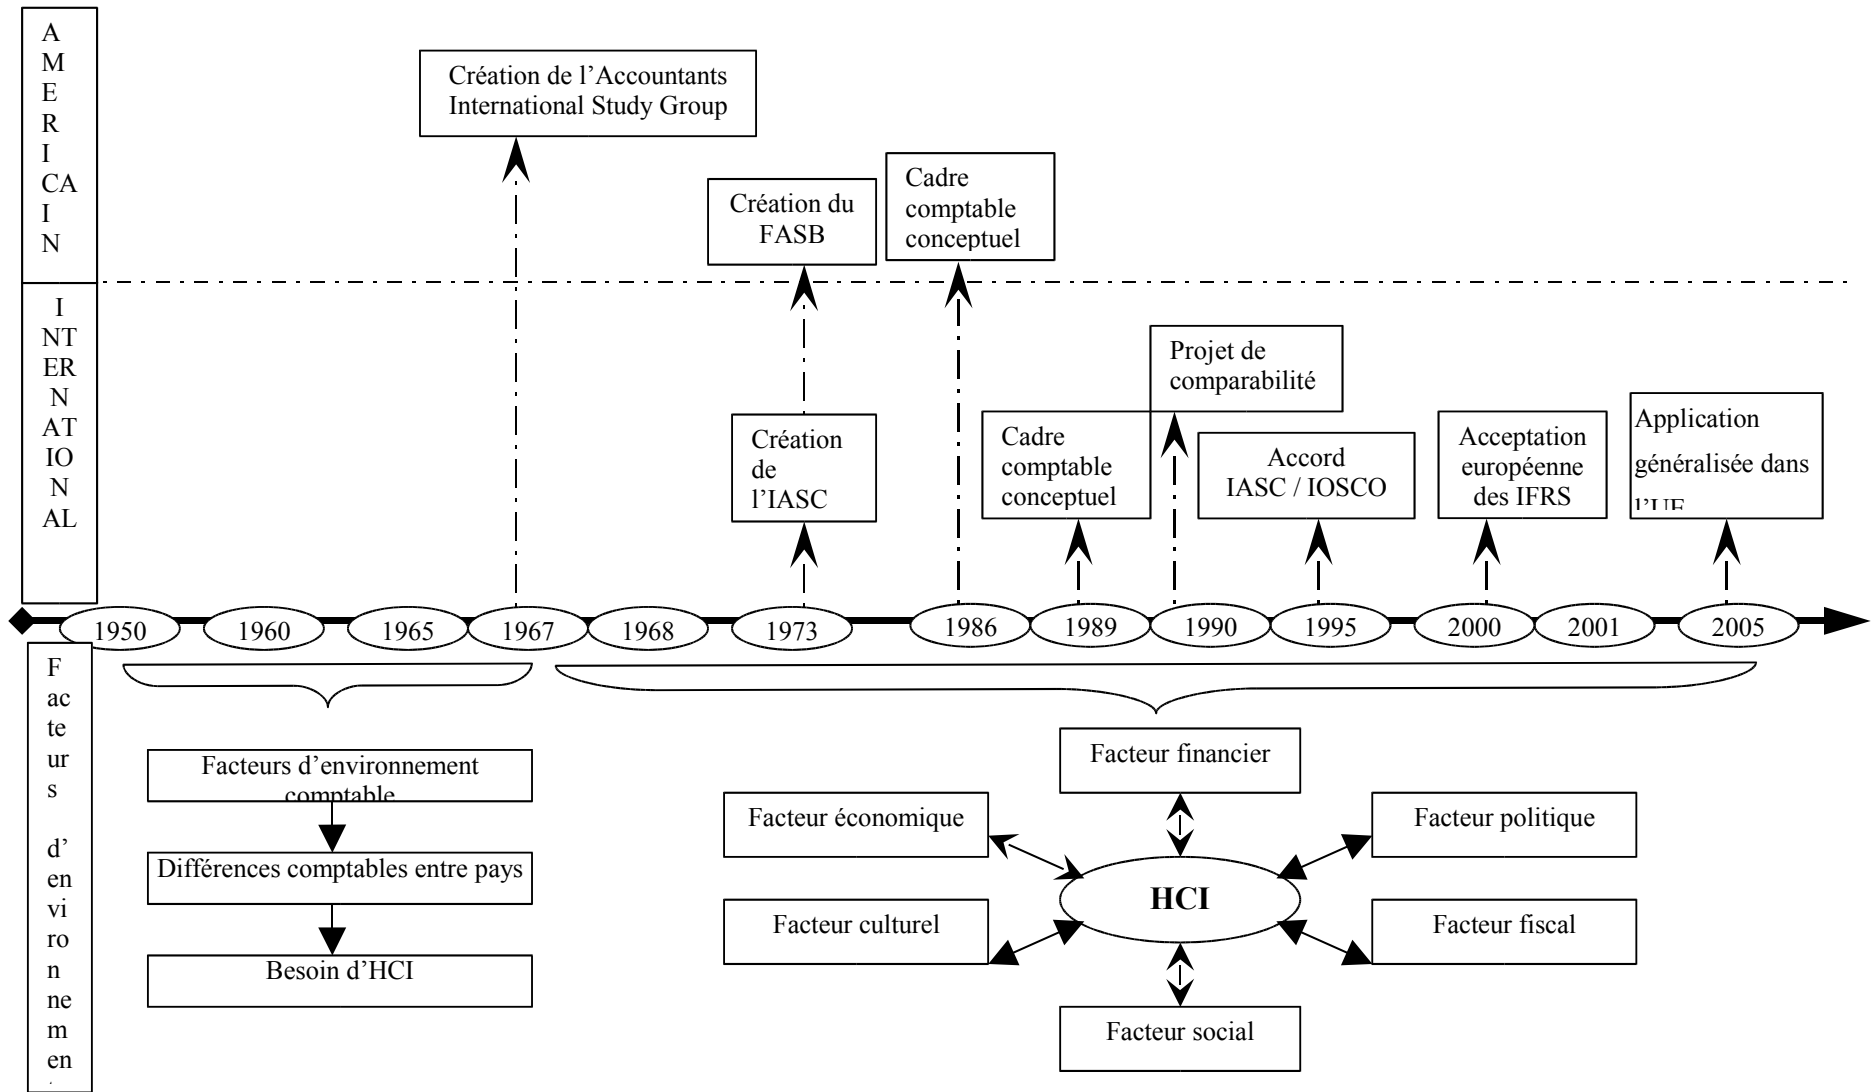 A
M
E
R
I
CA
I
N
Création de l’Accountants
International Study Group
Création du
FASB
Cadre
comptable
conceptuel
I
NT
ER
N
AT
IO
N
AL
Création
de
l’IASC
Cadre
comptable
conceptuel
Projet de
comparabilité
Accord
IASC / IOSCO
Acceptation
européenne
des IFRS
Application
généralisée dans
l’UE
1950
1960
1965
1967
1968
1973
1986
1989
1990
1995
2000
2001
2005
F
ac
te
ur
s
d’
en
vi
ro
n
ne
m
en
Facteurs d’environnement
comptable
Différences comptables entre pays
Besoin d’HCI
Facteur financier
Facteur économique
Facteur politique
HCI
Facteur culturel
Facteur fiscal
Facteur social